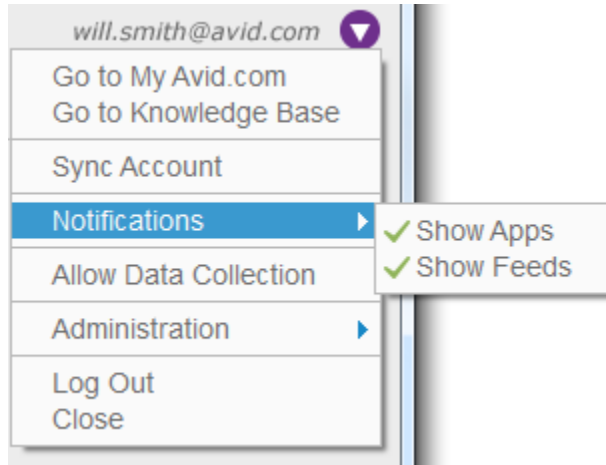 will.smith@avid.com
Go to My Avid.com
Go to Knowledge Base
Sync Account
Notifications
Show Apps
Show Feeds
Allow Data Collection
Administration
Log Out
Close